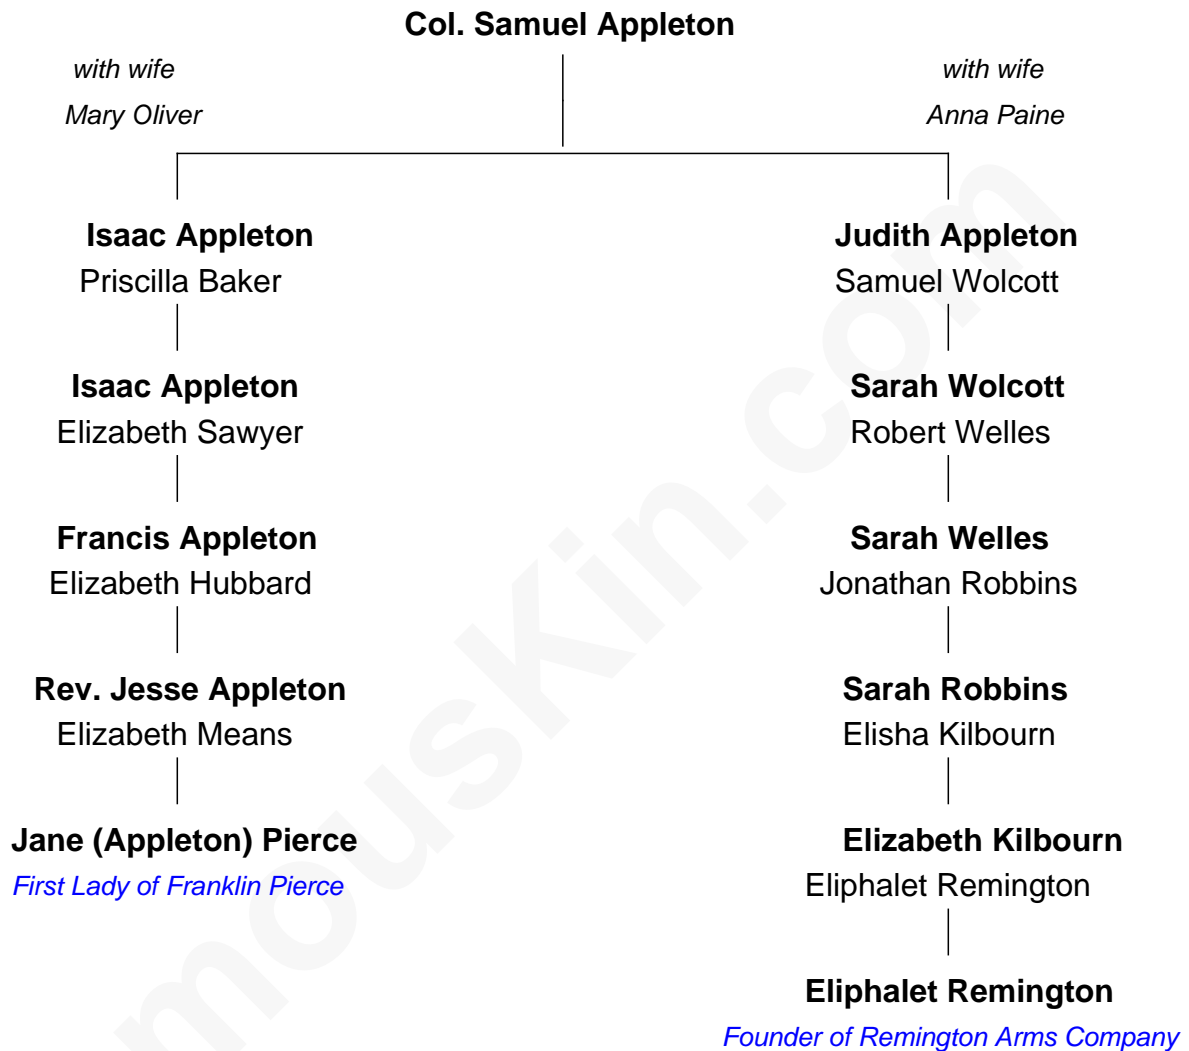 Col. Samuel Appleton
with wife
Mary Oliver
with wife
Anna Paine
Isaac Appleton
Priscilla Baker
Judith Appleton
Samuel Wolcott
Isaac Appleton
Elizabeth Sawyer
Sarah Wolcott
Robert Welles
Francis Appleton
Elizabeth Hubbard
Sarah Welles
Jonathan Robbins
Rev. Jesse Appleton
Elizabeth Means
Sarah Robbins
Elisha Kilbourn
Jane (Appleton) Pierce
First Lady of Franklin Pierce
Elizabeth Kilbourn
Eliphalet Remington
Eliphalet Remington
Founder of Remington Arms Company
mousKin.com